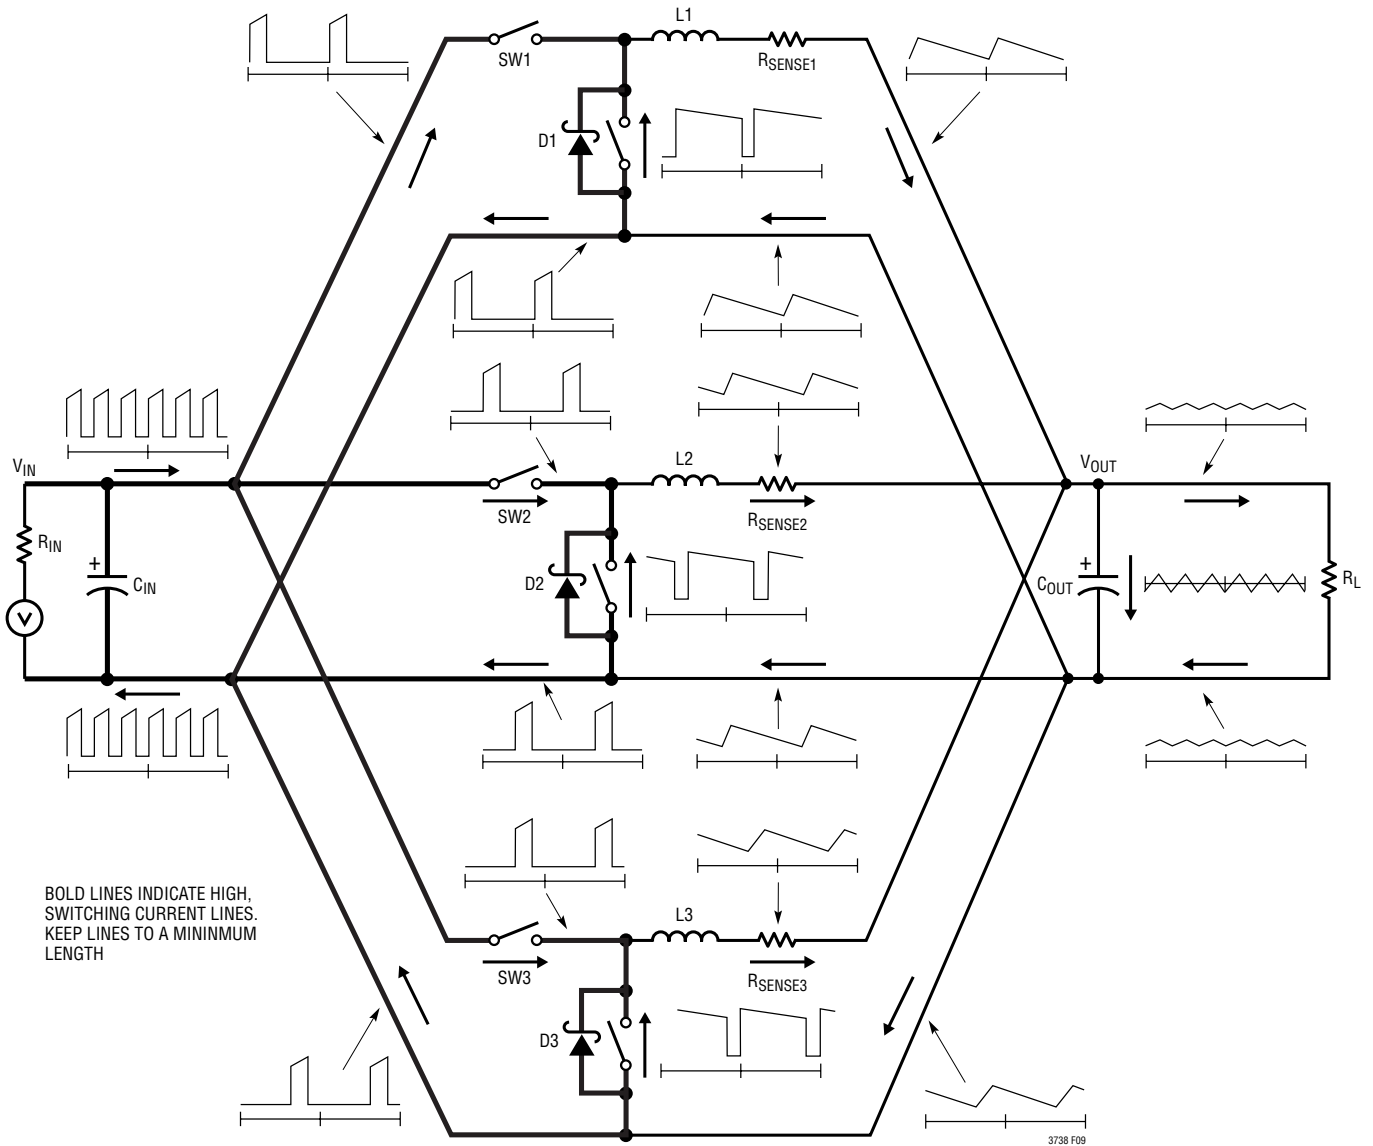 L1
SW1
RSENSE1
D1
VIN
L2
VOUT
SW2
RSENSE2
RIN
+
CIN
D2
+
COUT
RL
V
L3
BOLD LINES INDICATE HIGH,
SWITCHING CURRENT LINES.
KEEP LINES TO A MININMUM
LENGTH
SW3
RSENSE3
D3
3738 F09